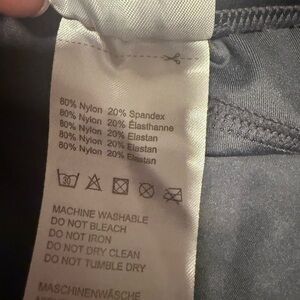 80% Nylon 20% Spandex
80% Nylon 20% Élasthanne
80% Nylon 20% Elastan
80% Nylon 20% Elastan
80% Nylon 20% Elastan
30
MACHINE WASHABLE
DO NOT BLEACH
DO NOT IRON
DO NOT DRY CLEAN
DO NOT TUMBLE DRY
MASCHINENWÄSCHE